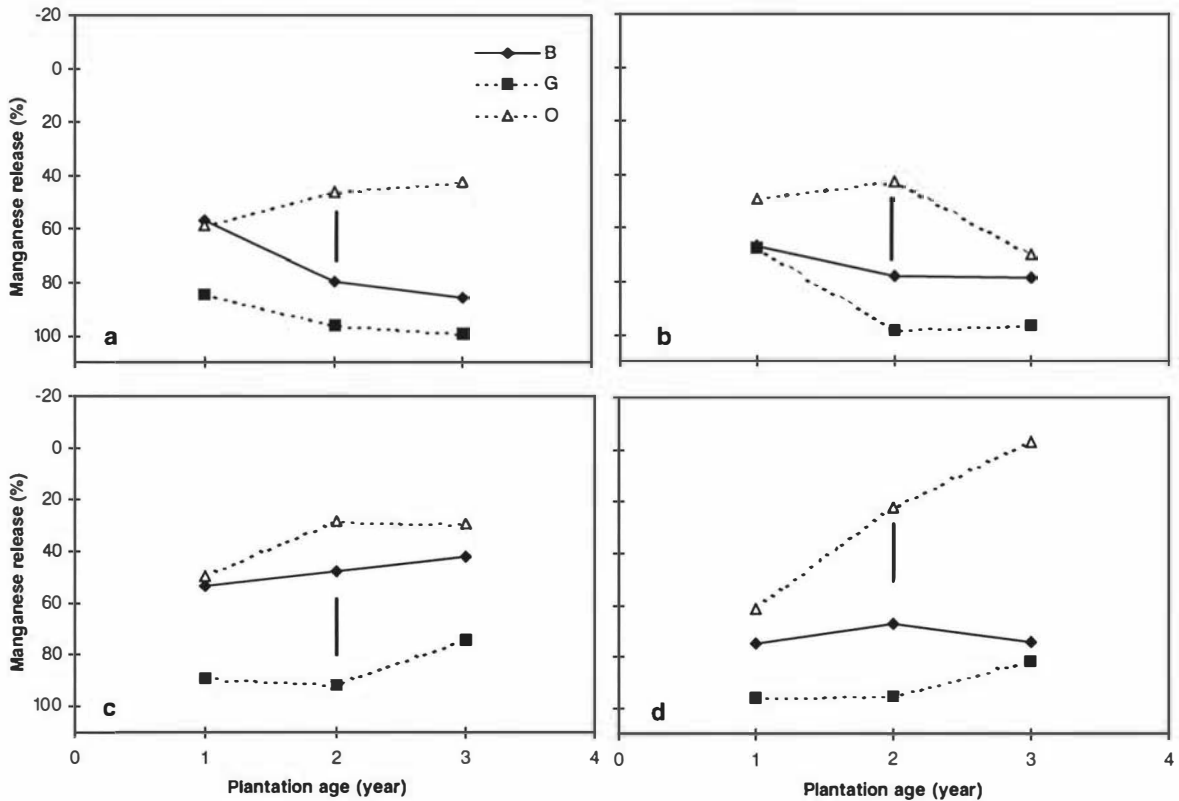 -20
0
20
40
60
80
100
Manganese release (%)
B
G
O
a
b
-20
0
20
40
60
80
100
Manganese release (%)
c
d
0 1 2 3 4
0 1 2 3 4
Plantation age (year)
Plantation age (year)